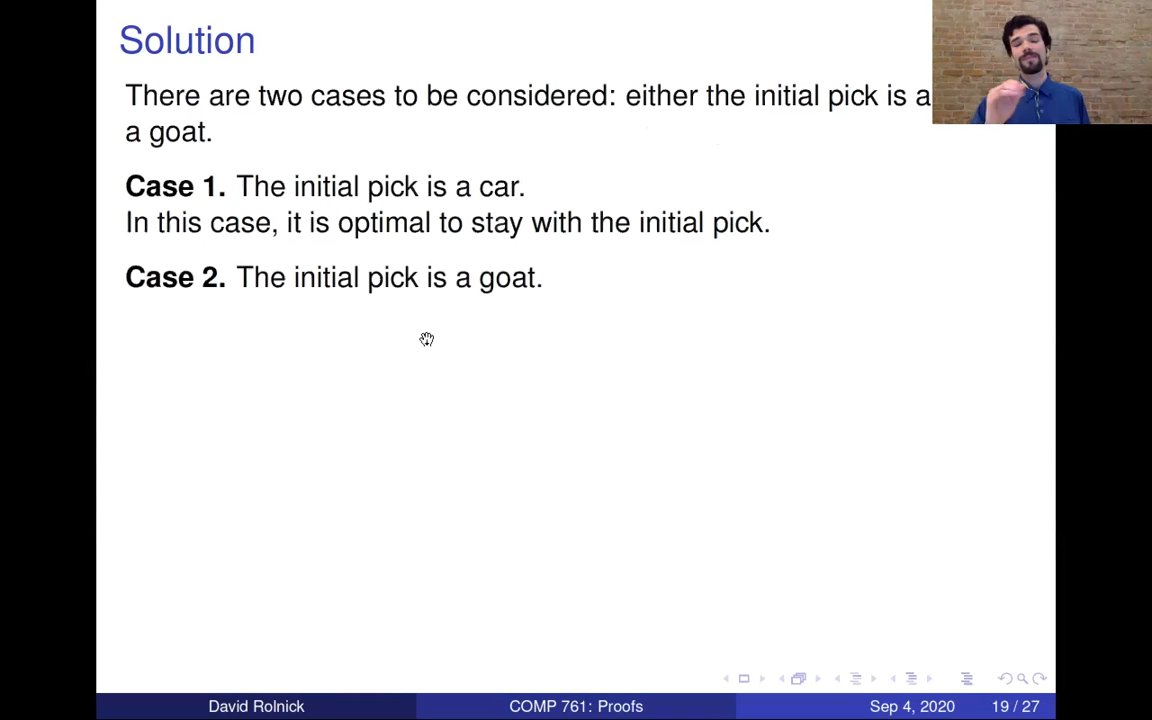 Solution
There are two cases to be considered: either the initial pick is a
a goat.
Case 1. The initial pick is a car.
In this case, it is optimal to stay with the initial pick.
Case 2. The initial pick is a goat.
David Rolnick
COMP 761: Proofs
Sep 4, 2020
19 / 27